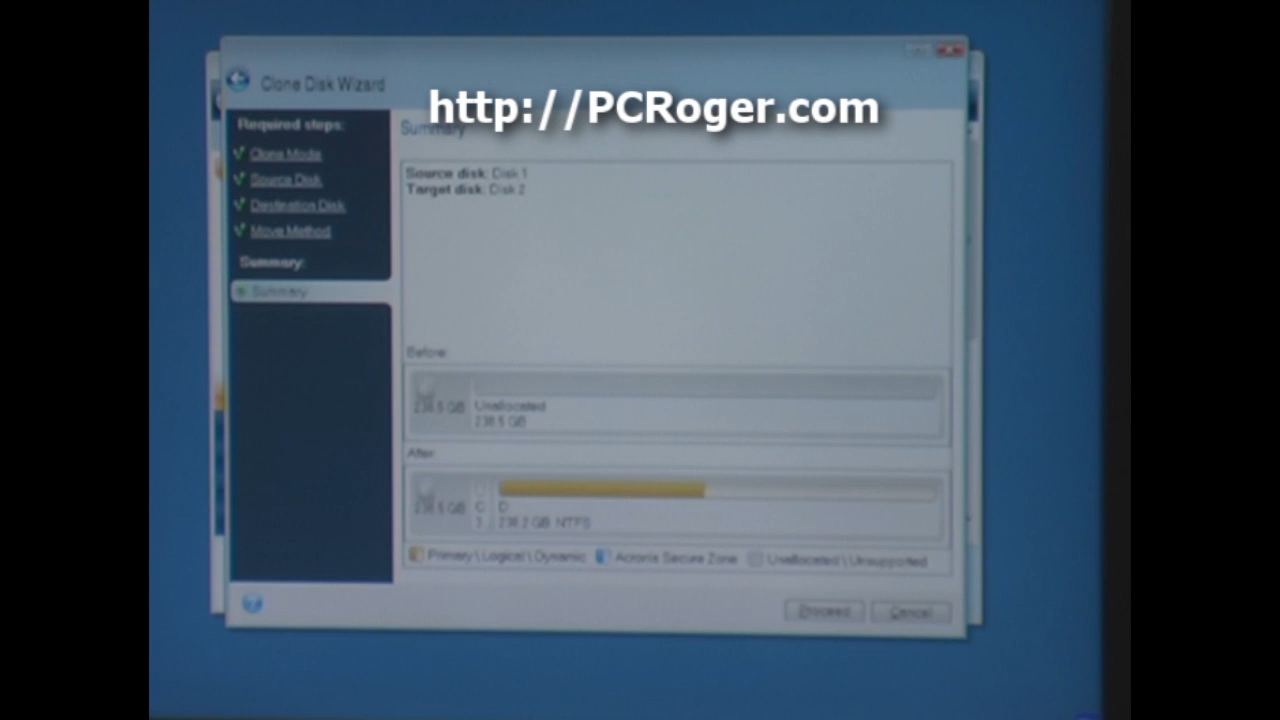 Clone Disk Wizard
http://PCRoger.com
Required steps:
Summary
Clone Mode
Source Disk
Destination Disk
Move Method
Summary:
Summary
Source disk: Disk 1
Target disk: Disk 2
Before:
238.5 GB
Unallocated
238.5 GB
After:
238.5 GB
C
D
238.2 GB NTFS
Primary \ Logical \ Dynamic
Acronis Secure Zone
Unallocated \ Unsupported
Proceed
Cancel